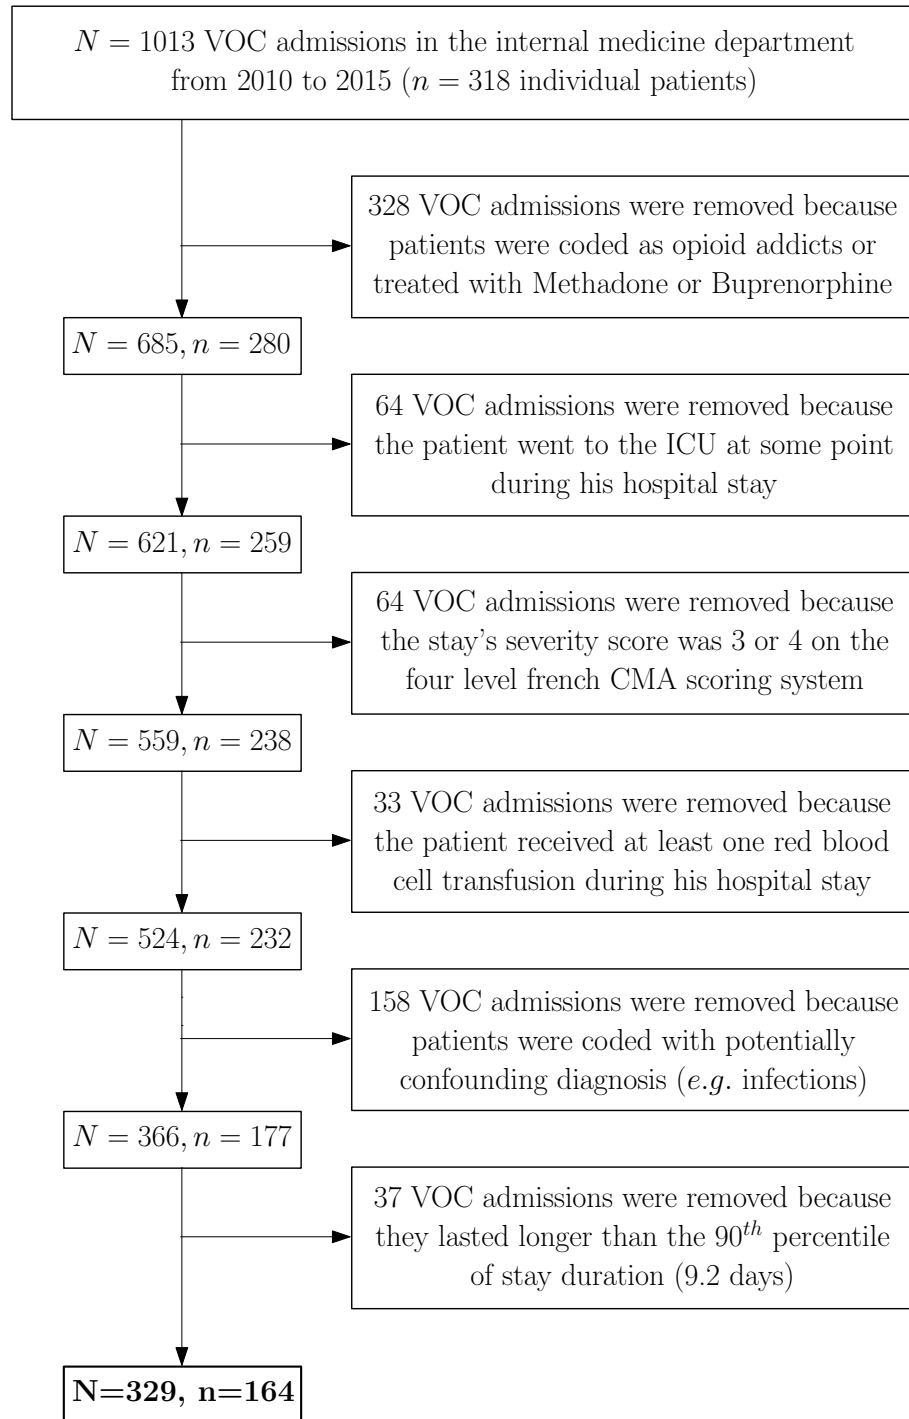 N = 1013 VOC admissions in the internal medicine department
from 2010 to 2015 (n = 318 individual patients)
328 VOC admissions were removed because
patients were coded as opioid addicts or
treated with Methadone or Buprenorphine
N = 685, n = 280
64 VOC admissions were removed because
the patient went to the ICU at some point
during his hospital stay
N = 621, n = 259
64 VOC admissions were removed because
the stay's severity score was 3 or 4 on the
four level french CMA scoring system
N = 559, n = 238
33 VOC admissions were removed because
the patient received at least one red blood
cell transfusion during his hospital stay
N = 524, n = 232
158 VOC admissions were removed because
patients were coded with potentially
confounding diagnosis (e.g. infections)
N = 366, n = 177
37 VOC admissions were removed because
they lasted longer than the 90th percentile
of stay duration (9.2 days)
N=329, n=164